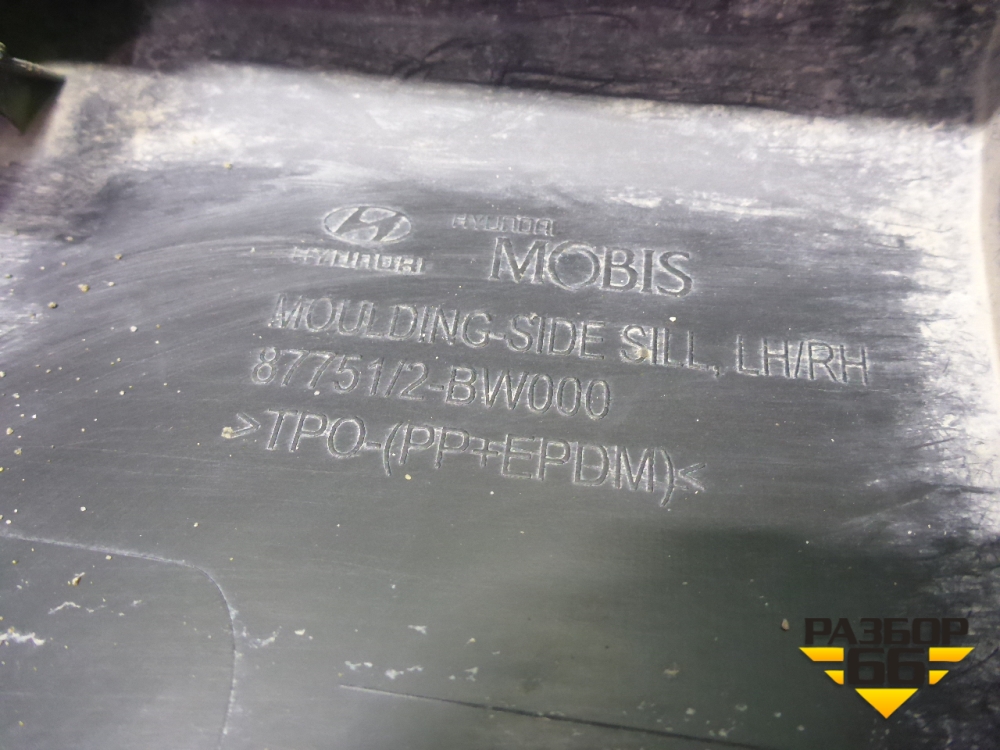 HYUNDAI
HYUNDAI
MOBIS
MOULDING-SIDE SILL, LH/RH
87751/2-BW000
>TPO-(PP+EPDM)<
РАЗБОР
66